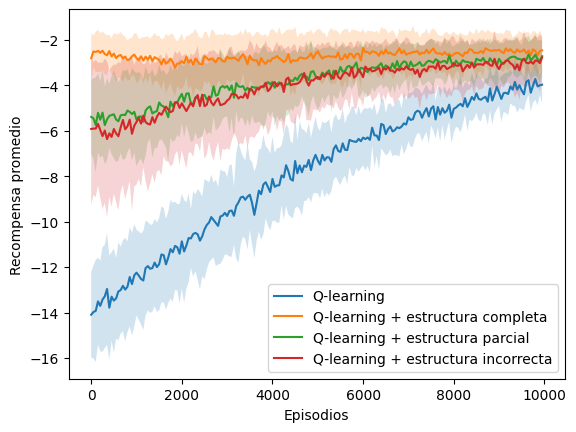 Recompensa promedio
−2
−4
−6
−8
−10
−12
−14
−16
0 2000 4000 6000 8000 10000
Episodios
Q-learning
Q-learning + estructura completa
Q-learning + estructura parcial
Q-learning + estructura incorrecta